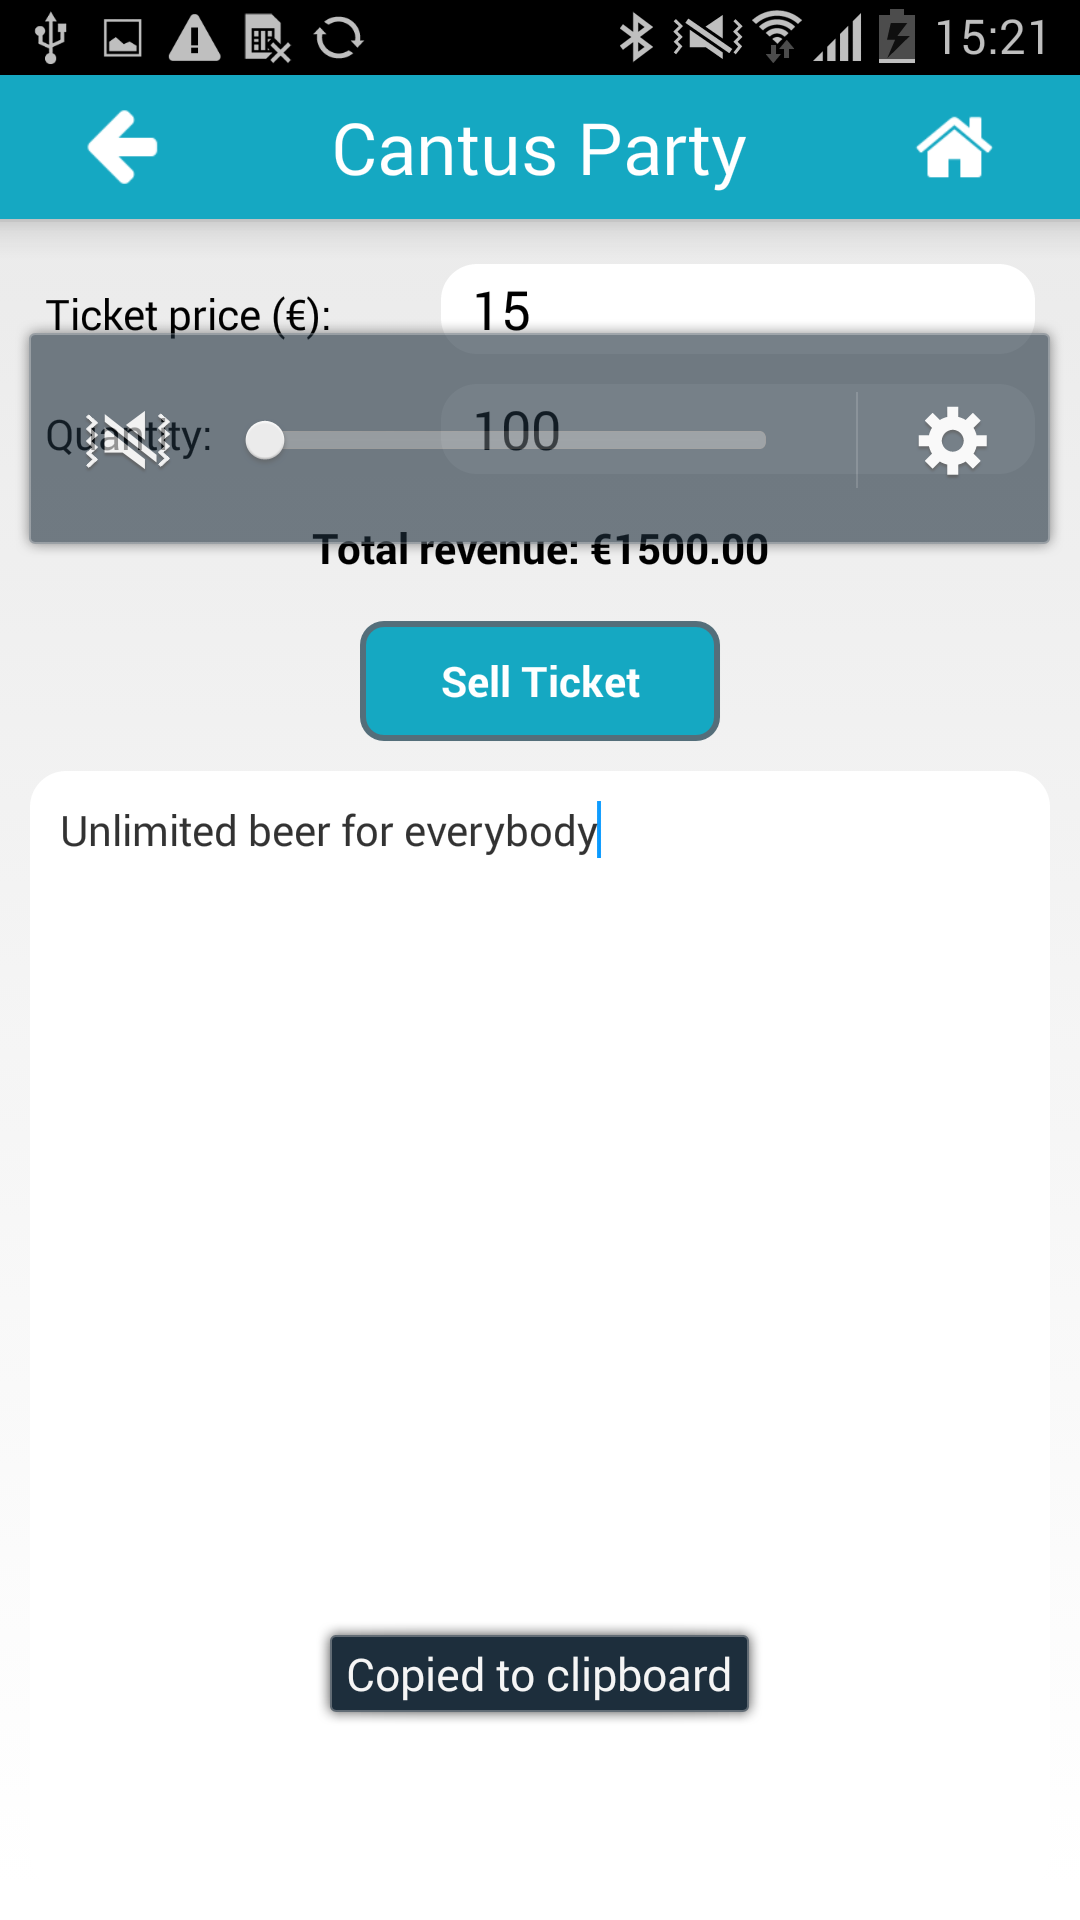 15:21
Cantus Party
Ticket price (€): 15
Quantity: 100
Total revenue: €1500.00
Sell Ticket
Unlimited beer for everybody
Copied to clipboard